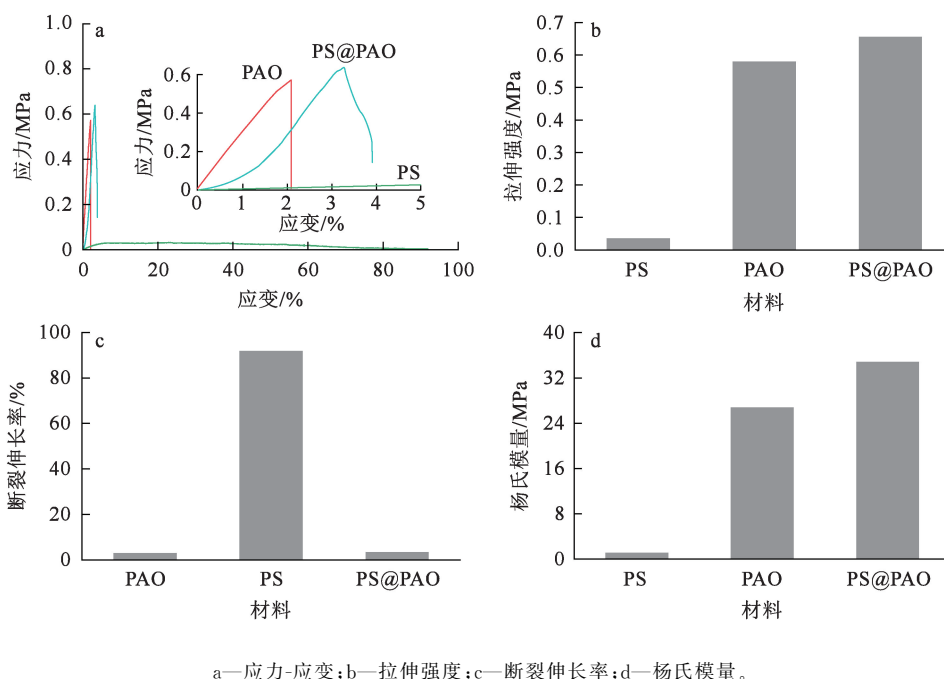 a
应力/MPa
1.0
0.8
0.6
0.4
0.2
0
0 20 40 60 80 100
应变/%
PAO
PS@PAO
PS
应力/MPa
0.6
0.4
0.2
0
0 1 2 3 4 5
应变/%
b
拉伸强度/MPa
0.7
0.6
0.5
0.4
0.3
0.2
0.1
0.0
PS PAO PS@PAO
材料
c
断裂伸长率/%
100
80
60
40
20
0
PAO PS PS@PAO
材料
d
杨氏模量/MPa
40
32
24
16
8
0
PS PAO PS@PAO
材料
a—应力-应变;b—拉伸强度;c—断裂伸长率;d—杨氏模量。